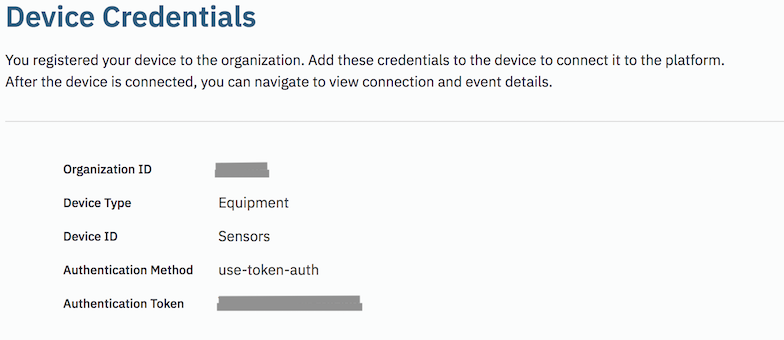 Device Credentials
You registered your device to the organization. Add these credentials to the device to connect it to the platform.
After the device is connected, you can navigate to view connection and event details.
Organization ID
Device Type Equipment
Device ID Sensors
Authentication Method use-token-auth
Authentication Token